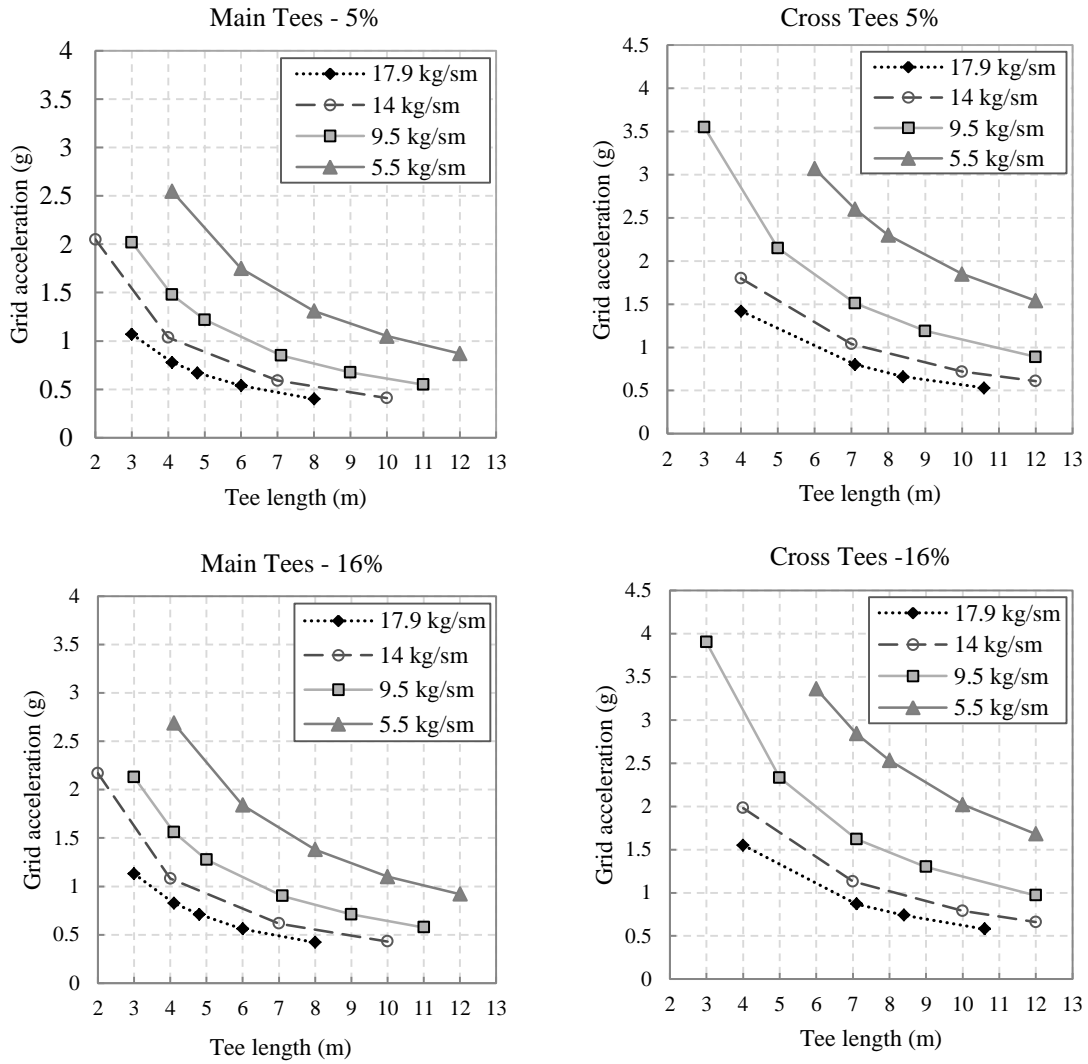 Main Tees - 5%
4
3.5
3
2.5
2
1.5
1
0.5
0
Grid acceleration (g)
17.9 kg/sm
14 kg/sm
9.5 kg/sm
5.5 kg/sm
2 3 4 5 6 7 8 9 10 11 12 13
Tee length (m)
Cross Tees 5%
4.5
4
3.5
3
2.5
2
1.5
1
0.5
0
Grid acceleration (g)
17.9 kg/sm
14 kg/sm
9.5 kg/sm
5.5 kg/sm
2 3 4 5 6 7 8 9 10 11 12 13
Tee length (m)
Main Tees - 16%
4
3.5
3
2.5
2
1.5
1
0.5
0
Grid acceleration (g)
17.9 kg/sm
14 kg/sm
9.5 kg/sm
5.5 kg/sm
2 3 4 5 6 7 8 9 10 11 12 13
Tee length (m)
Cross Tees -16%
4.5
4
3.5
3
2.5
2
1.5
1
0.5
0
Grid acceleration (g)
17.9 kg/sm
14 kg/sm
9.5 kg/sm
5.5 kg/sm
2 3 4 5 6 7 8 9 10 11 12 13
Tee length (m)